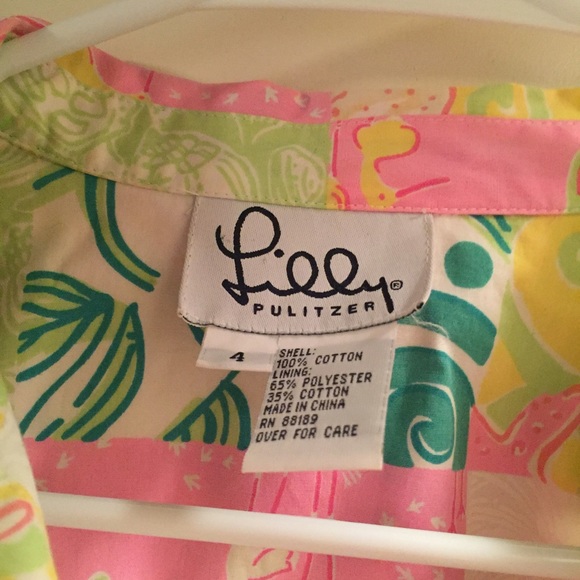 Lilly®
PULITZER
4
SHELL:
100% COTTON
LINING:
65% POLYESTER
35% COTTON
MADE IN CHINA
RN 88189
OVER FOR CARE